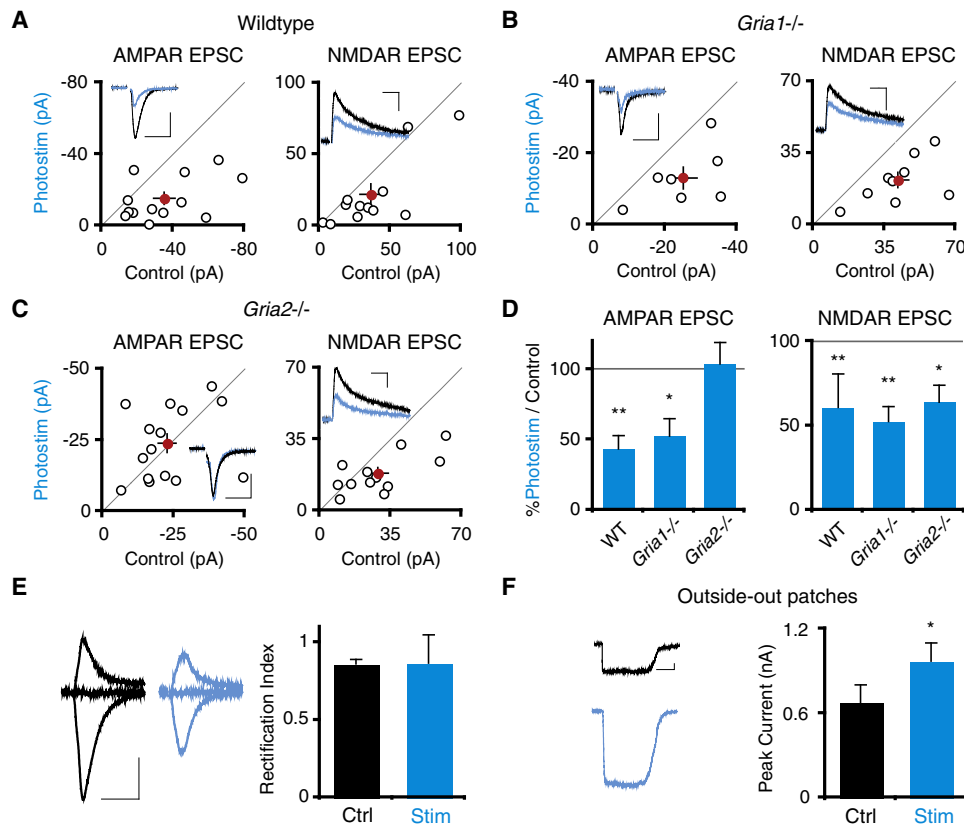 A
Wildtype
AMPAR EPSC
NMDAR EPSC
Photostim (pA)
-80
-40
0
0
-40
-80
Control (pA)
100
50
0
0
50
100
Control (pA)
B
Gria1-/-
AMPAR EPSC
NMDAR EPSC
Photostim (pA)
-40
-20
0
0
-20
-40
Control (pA)
70
35
0
0
35
70
Control (pA)
C
Gria2-/-
AMPAR EPSC
NMDAR EPSC
Photostim (pA)
-50
-25
0
0
-25
-50
Control (pA)
70
35
0
0
35
70
Control (pA)
D
AMPAR EPSC
NMDAR EPSC
%Photostim / Control
100
50
0
**
*
WT
Gria1-/-
Gria2-/-
100
50
0
**
**
*
WT
Gria1-/-
Gria2-/-
E
Rectification Index
1
0.5
0
Ctrl
Stim
F
Outside-out patches
Peak Current (nA)
1.2
0.6
0
*
Ctrl
Stim